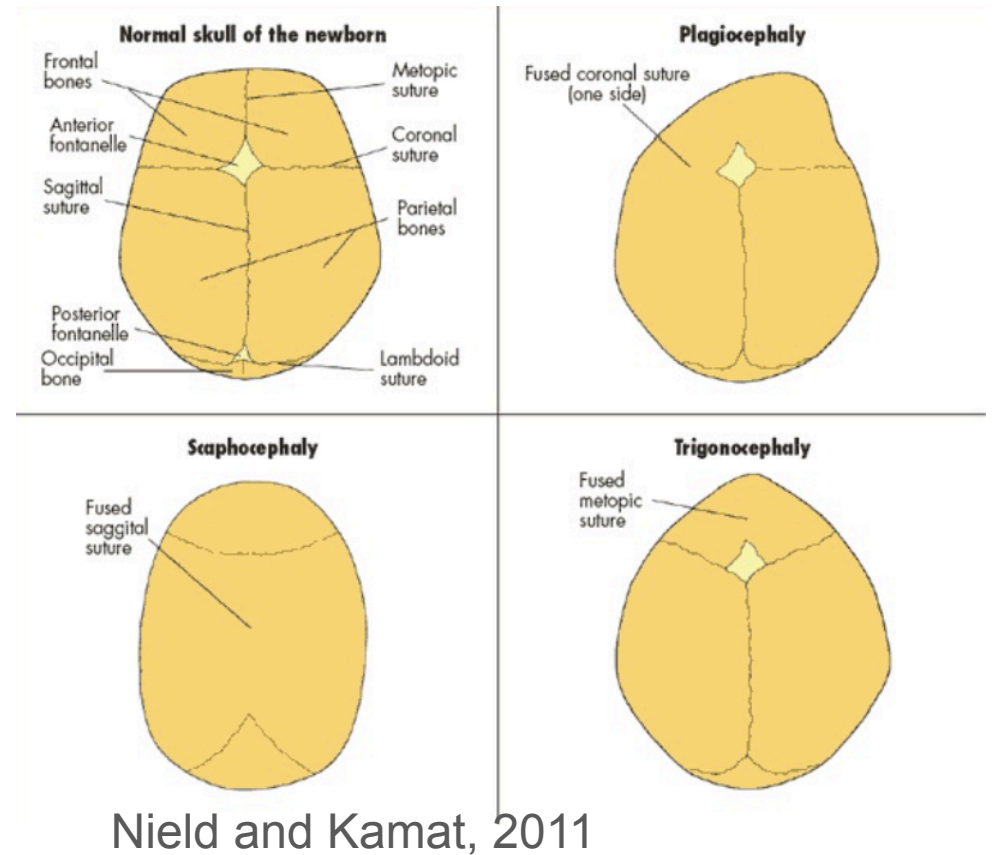 Normal skull of the newborn
Frontal
bones
Metopic
suture
Anterior
fontanelle
Coronal
suture
Sagittal
suture
Parietal
bones
Posterior
fontanelle
Occipital
bone
Lambdoid
suture
Plagiocephaly
Fused coronal suture
(one side)
Scaphocephaly
Fused
saggital
suture
Trigonocephaly
Fused
metopic
suture
Nield and Kamat, 2011